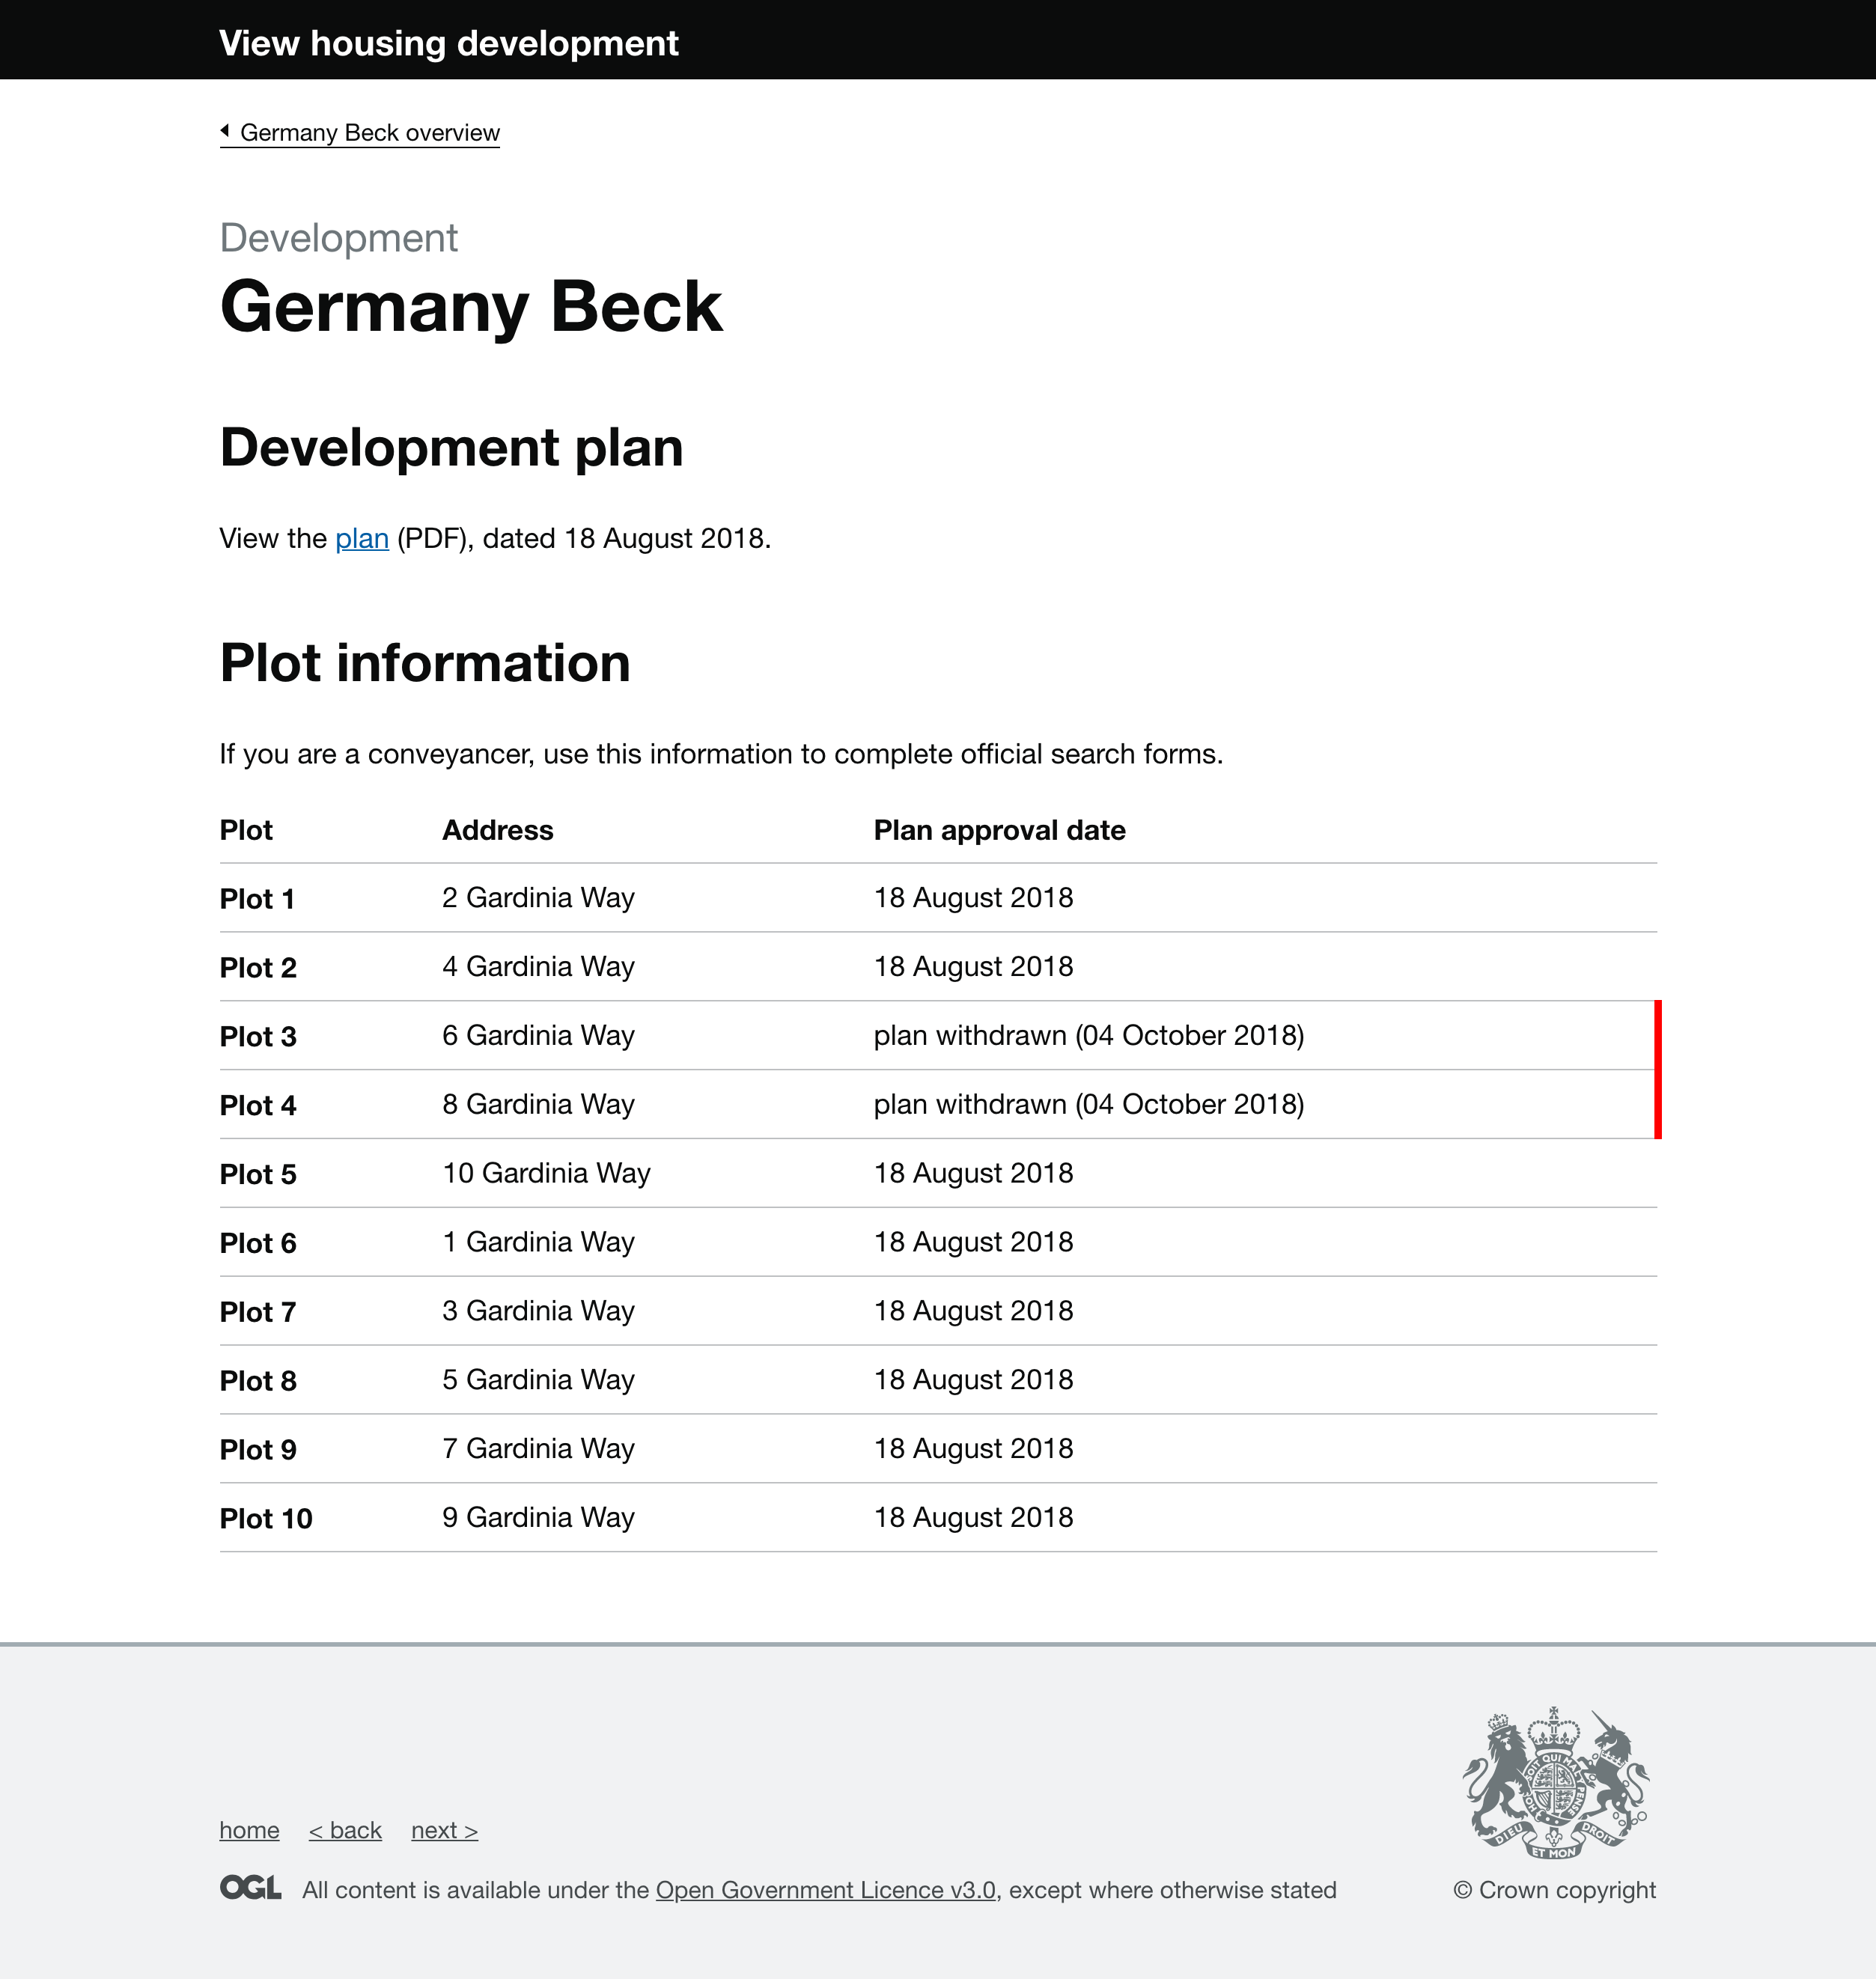 View housing development
Germany Beck overview
Development
Germany Beck
Development plan
View the plan (PDF), dated 18 August 2018.
Plot information
If you are a conveyancer, use this information to complete official search forms.
Plot Address Plan approval date
Plot 1 2 Gardinia Way 18 August 2018
Plot 2 4 Gardinia Way 18 August 2018
Plot 3 6 Gardinia Way plan withdrawn (04 October 2018)
Plot 4 8 Gardinia Way plan withdrawn (04 October 2018)
Plot 5 10 Gardinia Way 18 August 2018
Plot 6 1 Gardinia Way 18 August 2018
Plot 7 3 Gardinia Way 18 August 2018
Plot 8 5 Gardinia Way 18 August 2018
Plot 9 7 Gardinia Way 18 August 2018
Plot 10 9 Gardinia Way 18 August 2018
SOIT QUI MAL Y PENSE
DIEU ET MON DROIT
home < back next >
OGL All content is available under the Open Government Licence v3.0, except where otherwise stated
© Crown copyright